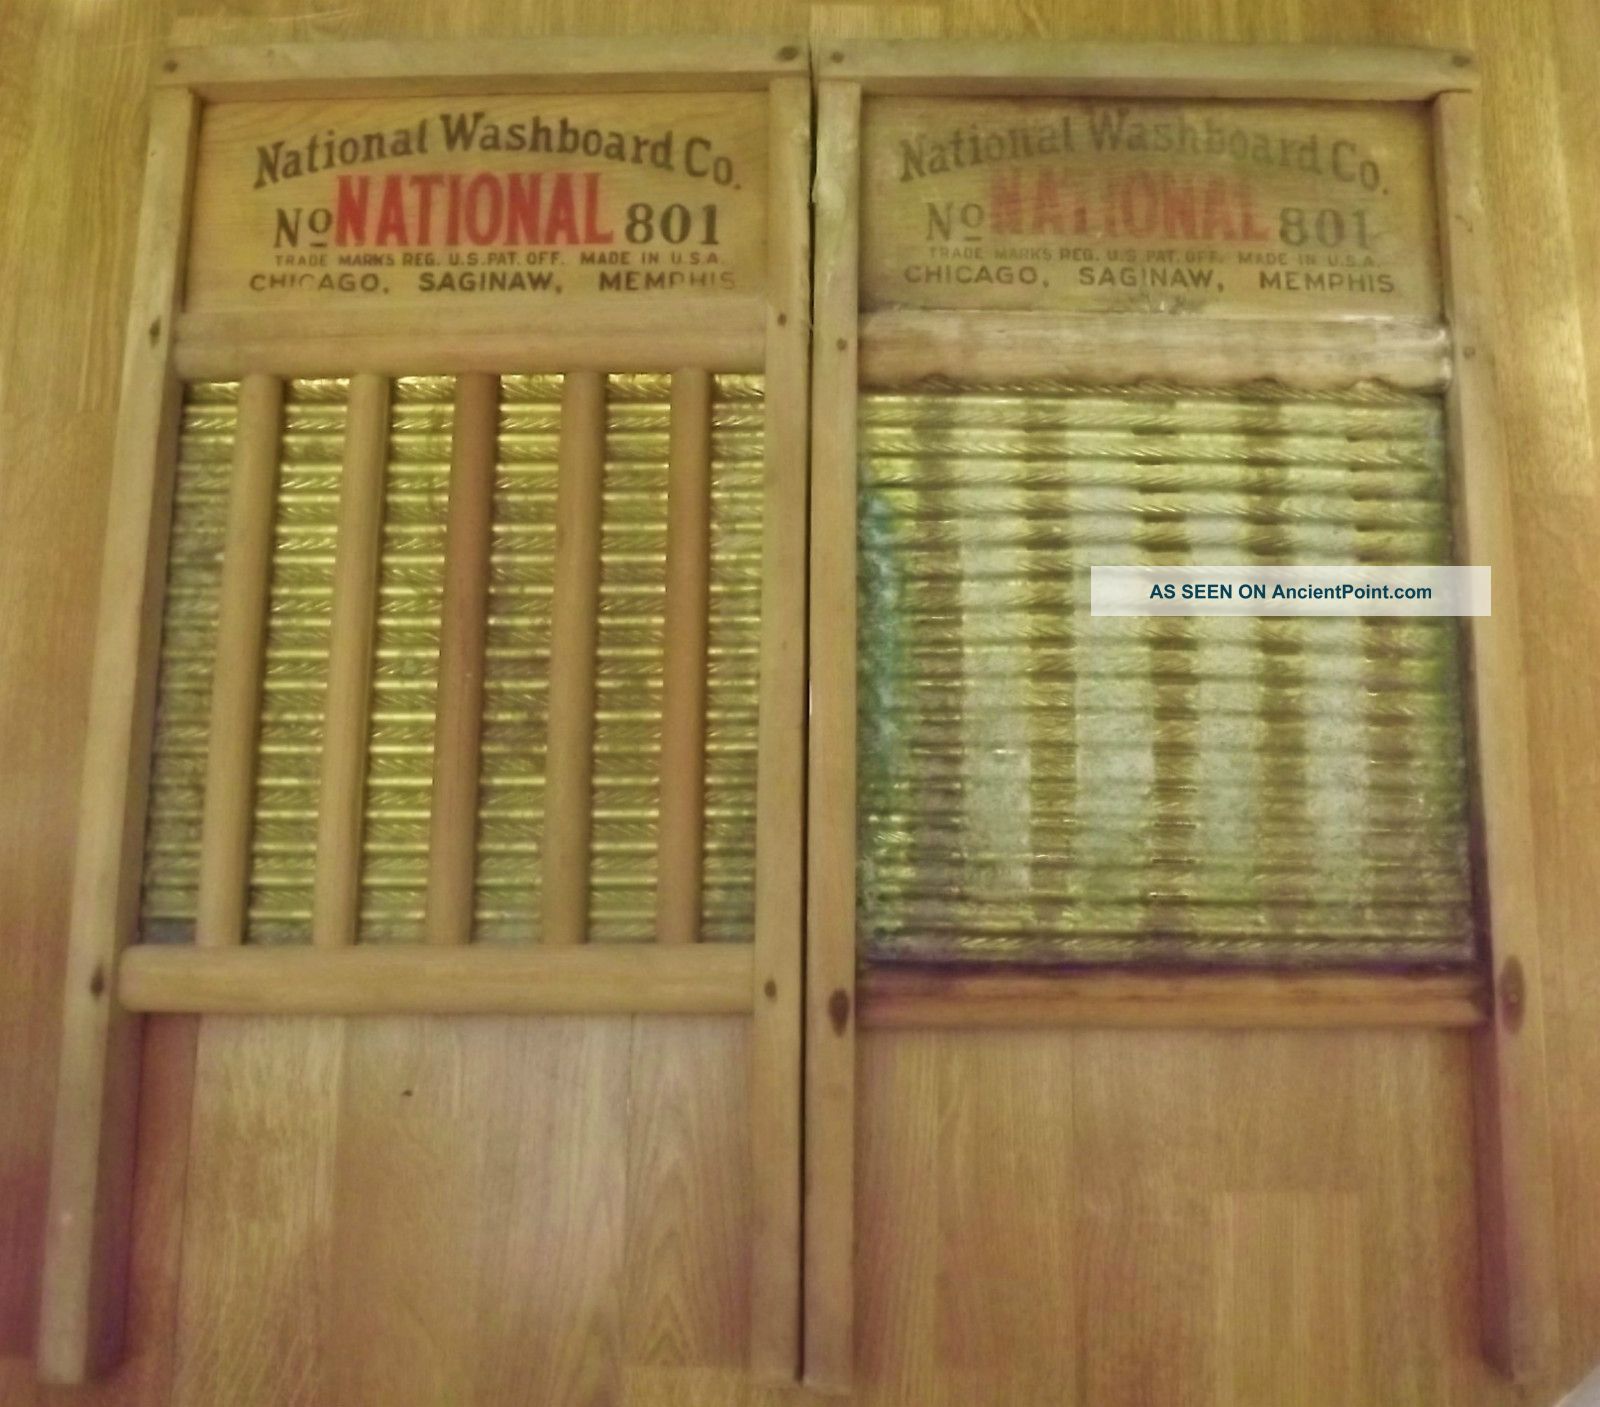 National Washboard Co.
No NATIONAL 801
TRADE MARKS REG. U.S. PAT. OFF. MADE IN U.S.A.
CHICAGO, SAGINAW, MEMPHIS
National Washboard Co.
No NATIONAL 801
TRADE MARKS REG. U.S. PAT. OFF. MADE IN U.S.A.
CHICAGO, SAGINAW, MEMPHIS
AS SEEN ON AncientPoint.com